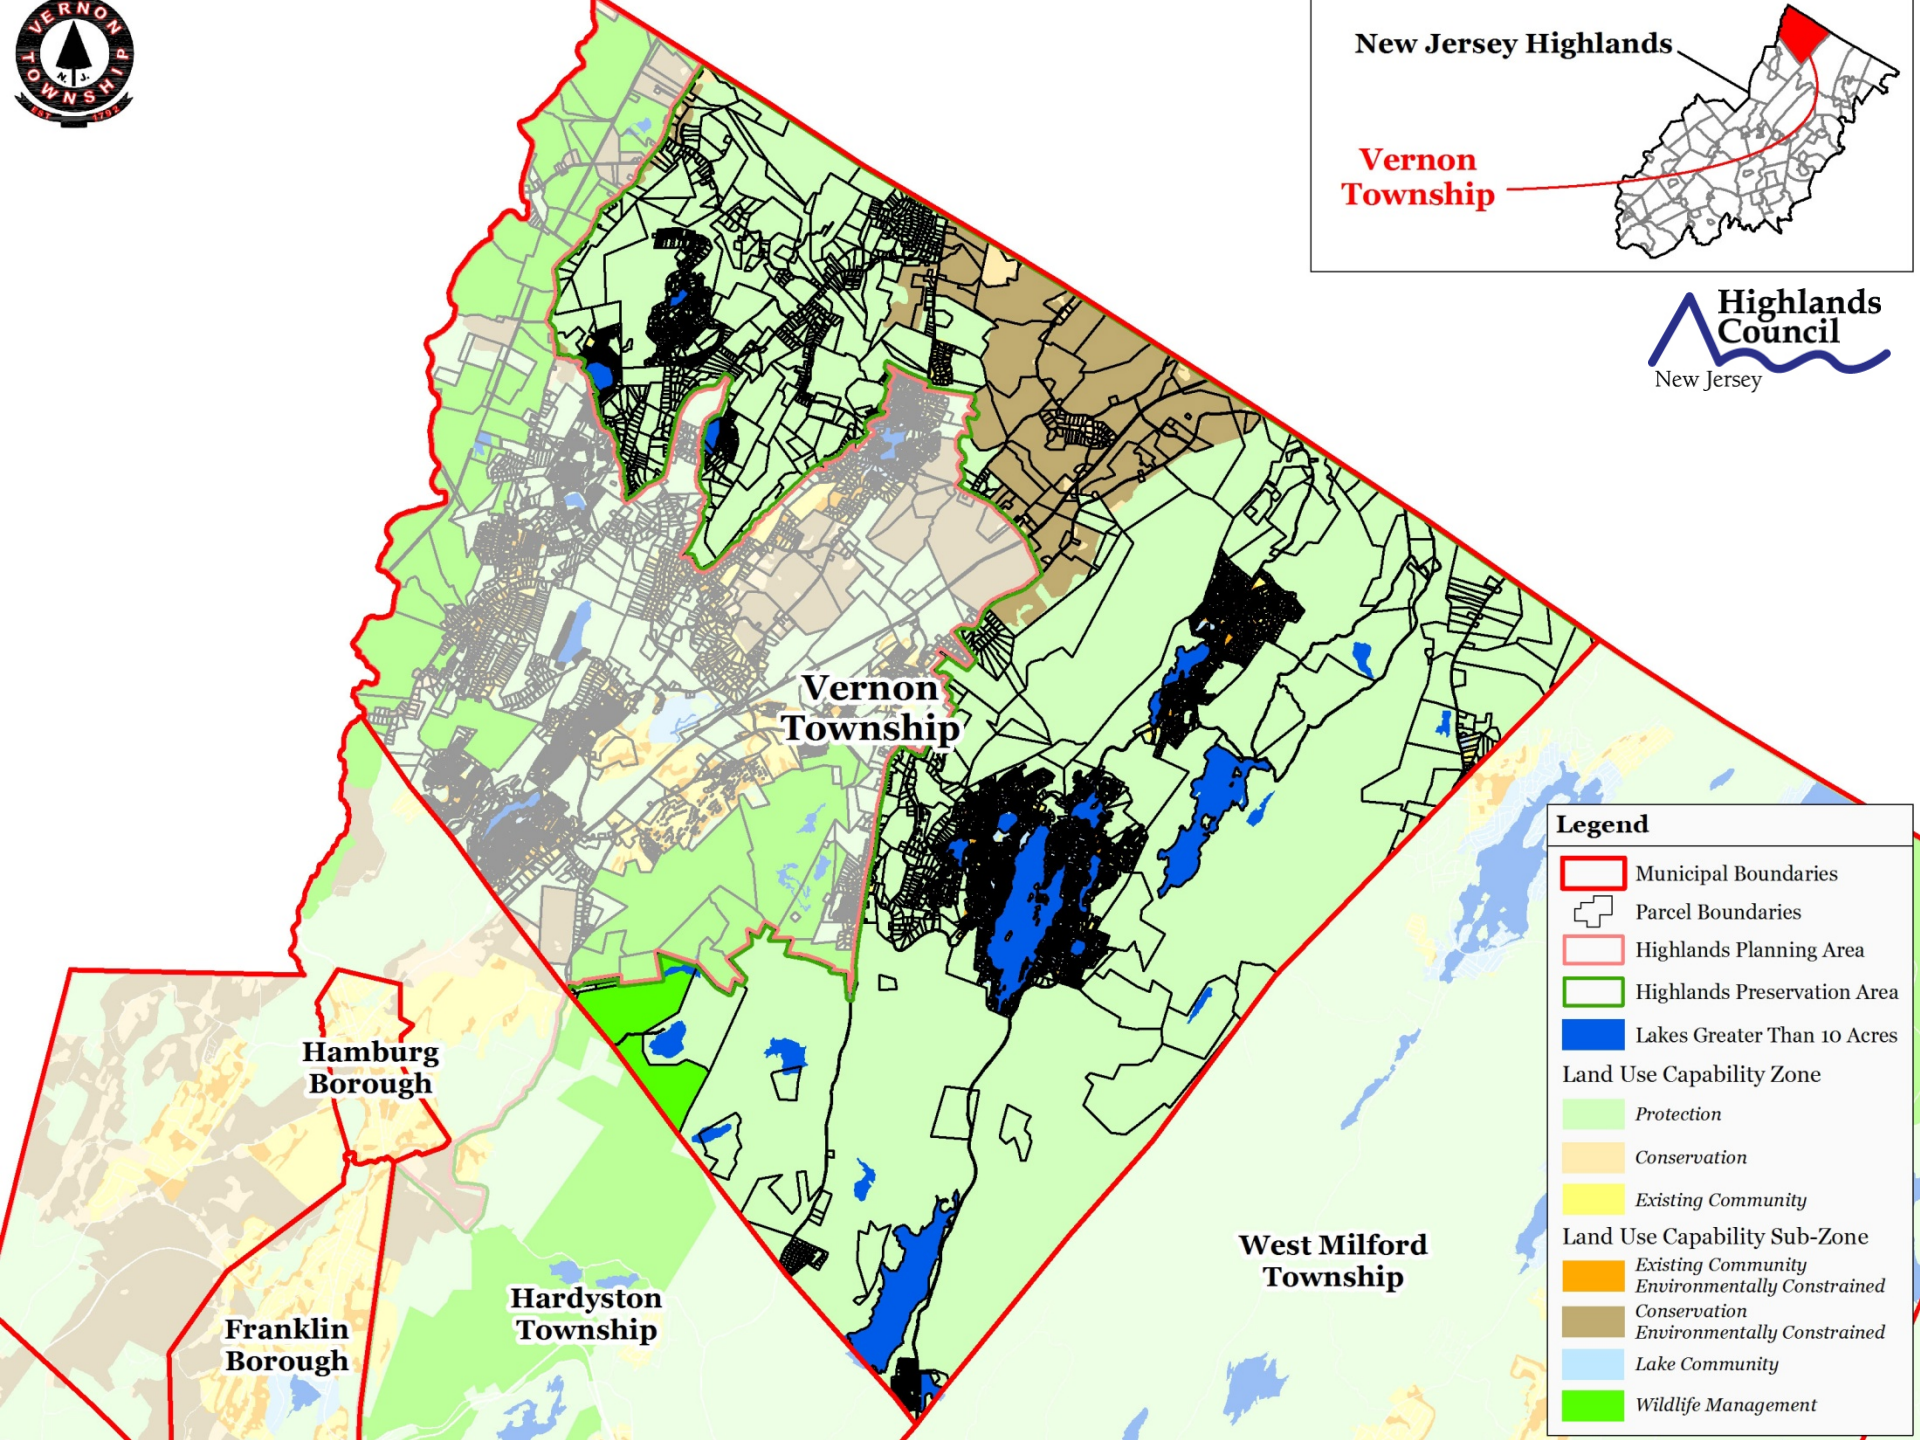 VERNON
TOWNSHIP
N. J.
EST 1792
New Jersey Highlands
Vernon
Township
Highlands
Council
New Jersey
Vernon
Township
Hamburg
Borough
Franklin
Borough
Hardyston
Township
West Milford
Township
Legend
Municipal Boundaries
Parcel Boundaries
Highlands Planning Area
Highlands Preservation Area
Lakes Greater Than 10 Acres
Land Use Capability Zone
Protection
Conservation
Existing Community
Land Use Capability Sub-Zone
Existing Community
Environmentally Constrained
Conservation
Environmentally Constrained
Lake Community
Wildlife Management